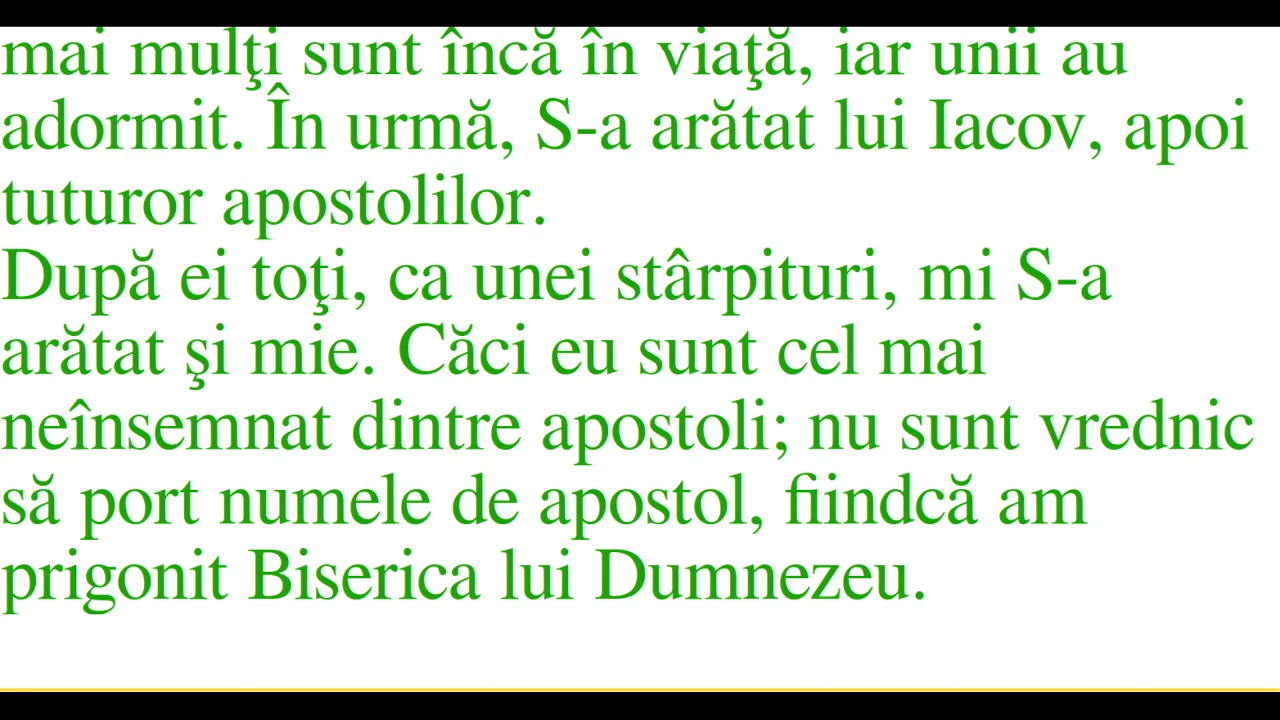 mai mulţi sunt încă în viaţă, iar unii au
adormit. În urmă, S-a arătat lui Iacov, apoi
tuturor apostolilor.
După ei toţi, ca unei stârpituri, mi S-a
arătat şi mie. Căci eu sunt cel mai
neînsemnat dintre apostoli; nu sunt vrednic
să port numele de apostol, fiindcă am
prigonit Biserica lui Dumnezeu.